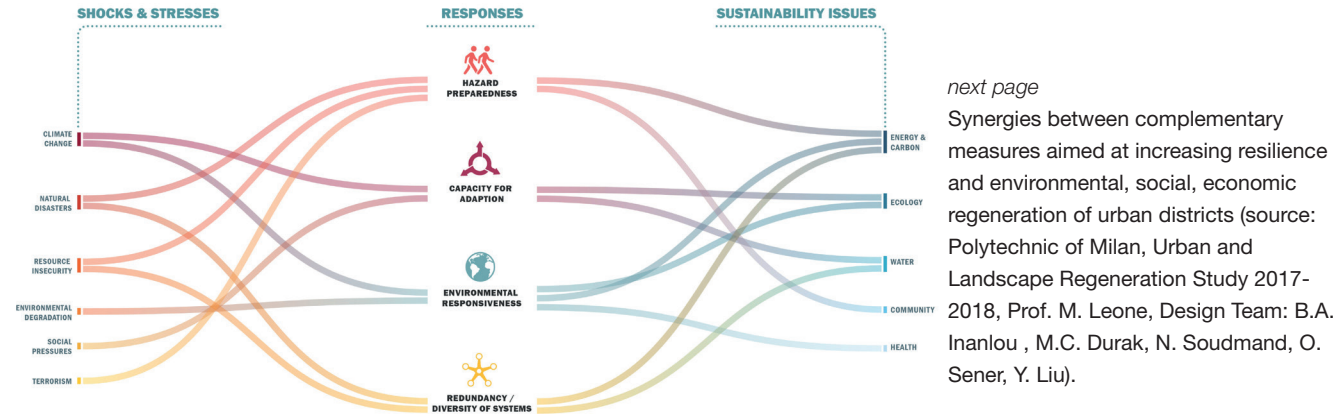 SHOCKS & STRESSES
RESPONSES
SUSTAINABILITY ISSUES
HAZARD
PREPAREDNESS
CLIMATE
CHANGE
ENERGY &
CARBON
CAPACITY FOR
ADAPTION
NATURAL
DISASTERS
ECOLOGY
RESOURCE
INSECURITY
WATER
ENVIRONMENTAL
RESPONSIVENESS
ENVIRONMENTAL
DEGRADATION
COMMUNITY
SOCIAL
PRESSURES
HEALTH
TERRORISM
REDUNDANCY /
DIVERSITY OF SYSTEMS
next page
Synergies between complementary
measures aimed at increasing resilience
and environmental, social, economic
regeneration of urban districts (source:
Polytechnic of Milan, Urban and
Landscape Regeneration Study 2017-
2018, Prof. M. Leone, Design Team: B.A.
Inanlou , M.C. Durak, N. Soudmand, O.
Sener, Y. Liu).